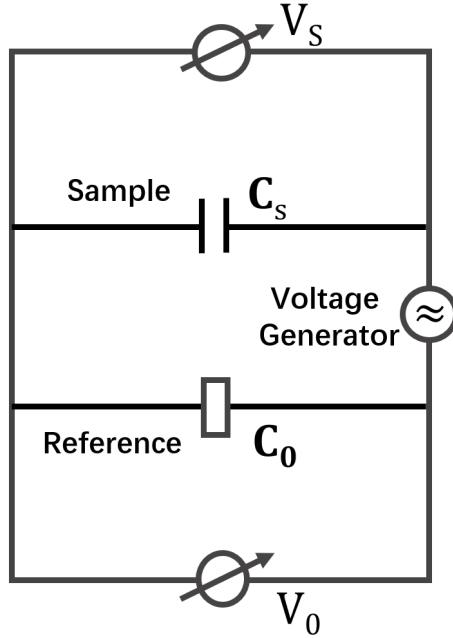 V_S
Sample
C_s
Voltage
Generator
≈
Reference
C_0
V_0